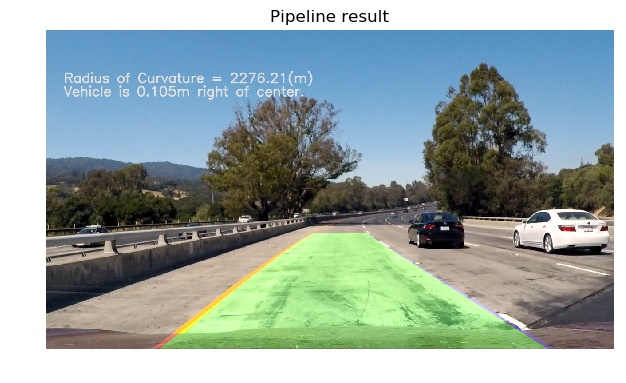 Pipeline result
Radius of Curvature = 2276.21(m)
Vehicle is 0.105m right of center.